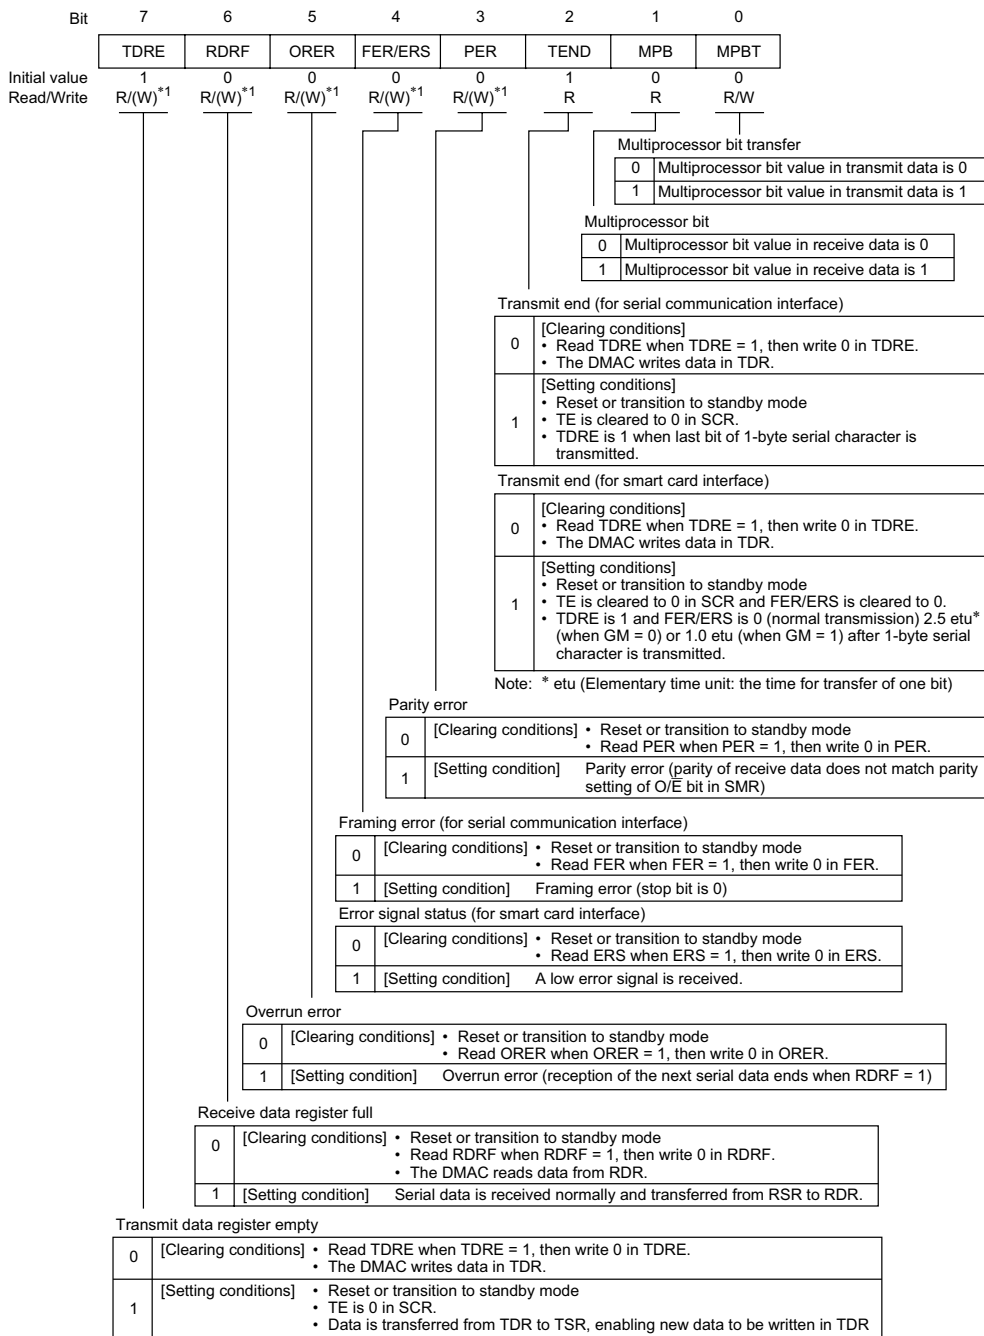 Bit 7 6 5 4 3 2 1 0
TDRE RDRF ORER FER/ERS PER TEND MPB MPBT
Initial value 1 0 0 0 0 1 0 0
Read/Write R/(W)*1 R/(W)*1 R/(W)*1 R/(W)*1 R/(W)*1 R R R/W
Multiprocessor bit transfer
0 Multiprocessor bit value in transmit data is 0
1 Multiprocessor bit value in transmit data is 1
Multiprocessor bit
0 Multiprocessor bit value in receive data is 0
1 Multiprocessor bit value in receive data is 1
Transmit end (for serial communication interface)
0 [Clearing conditions]
• Read TDRE when TDRE = 1, then write 0 in TDRE.
• The DMAC writes data in TDR.
1 [Setting conditions]
• Reset or transition to standby mode
• TE is cleared to 0 in SCR.
• TDRE is 1 when last bit of 1-byte serial character is
transmitted.
Transmit end (for smart card interface)
0 [Clearing conditions]
• Read TDRE when TDRE = 1, then write 0 in TDRE.
• The DMAC writes data in TDR.
1 [Setting conditions]
• Reset or transition to standby mode
• TE is cleared to 0 in SCR and FER/ERS is cleared to 0.
• TDRE is 1 and FER/ERS is 0 (normal transmission) 2.5 etu*
(when GM = 0) or 1.0 etu (when GM = 1) after 1-byte serial
character is transmitted.
Note: * etu (Elementary time unit: the time for transfer of one bit)
Parity error
0 [Clearing conditions] • Reset or transition to standby mode
• Read PER when PER = 1, then write 0 in PER.
1 [Setting condition] Parity error (parity of receive data does not match parity
setting of O/E̅ bit in SMR)
Framing error (for serial communication interface)
0 [Clearing conditions] • Reset or transition to standby mode
• Read FER when FER = 1, then write 0 in FER.
1 [Setting condition] Framing error (stop bit is 0)
Error signal status (for smart card interface)
0 [Clearing conditions] • Reset or transition to standby mode
• Read ERS when ERS = 1, then write 0 in ERS.
1 [Setting condition] A low error signal is received.
Overrun error
0 [Clearing conditions] • Reset or transition to standby mode
• Read ORER when ORER = 1, then write 0 in ORER.
1 [Setting condition] Overrun error (reception of the next serial data ends when RDRF = 1)
Receive data register full
0 [Clearing conditions] • Reset or transition to standby mode
• Read RDRF when RDRF = 1, then write 0 in RDRF.
• The DMAC reads data from RDR.
1 [Setting condition] Serial data is received normally and transferred from RSR to RDR.
Transmit data register empty
0 [Clearing conditions] • Read TDRE when TDRE = 1, then write 0 in TDRE.
• The DMAC writes data in TDR.
1 [Setting conditions] • Reset or transition to standby mode
• TE is 0 in SCR.
• Data is transferred from TDR to TSR, enabling new data to be written in TDR